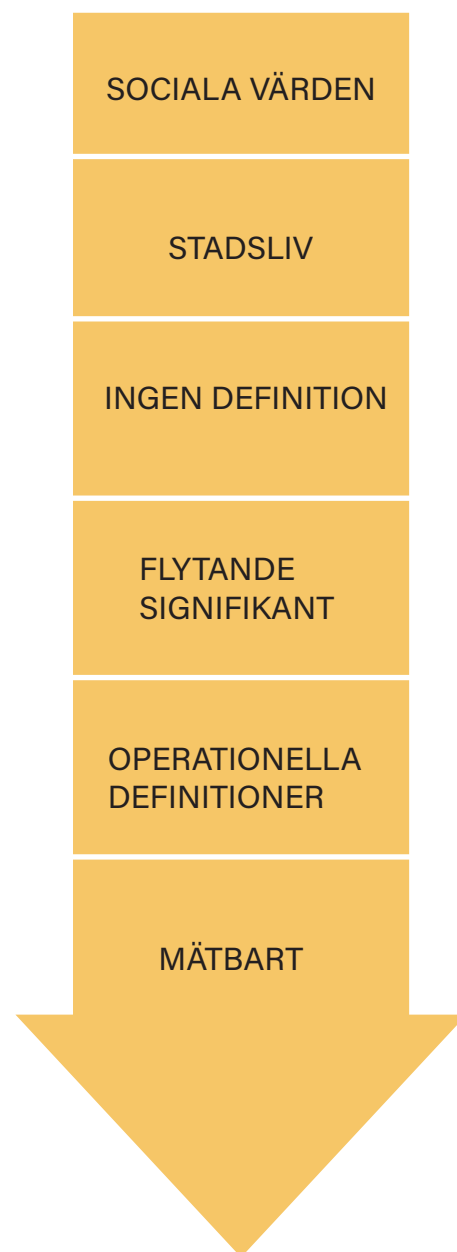 SOCIALA VÄRDEN
STADSLIV
INGEN DEFINITION
FLYTANDE
SIGNIFIKANT
OPERATIONELLA
DEFINITIONER
MÄTBART